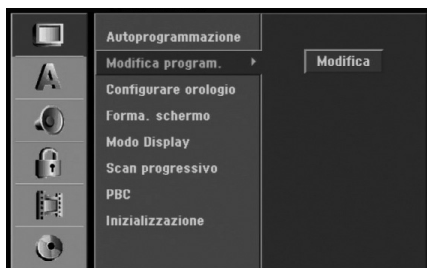 Autoprogrammazione
Modifica program.
Modifica
Configurare orologio
Forma. schermo
Modo Display
Scan progressivo
PBC
Inizializzazione